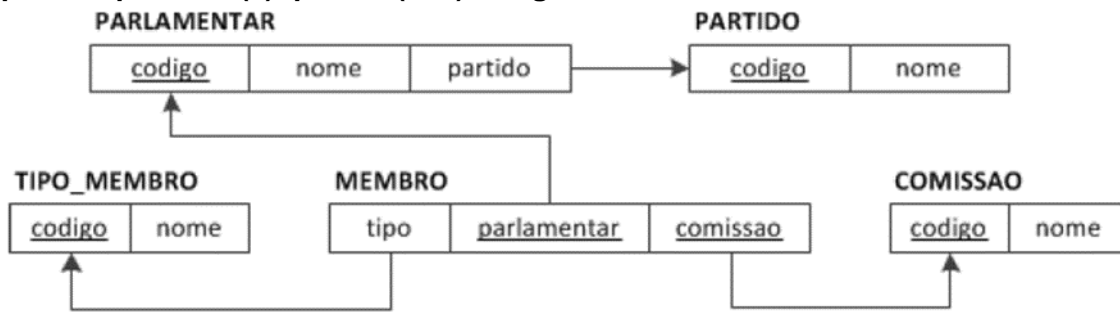 PARLAMENTAR PARTIDO
codigo nome partido codigo nome
TIPO_MEMBRO MEMBRO COMISSAO
codigo nome tipo parlamentar comissao codigo nome